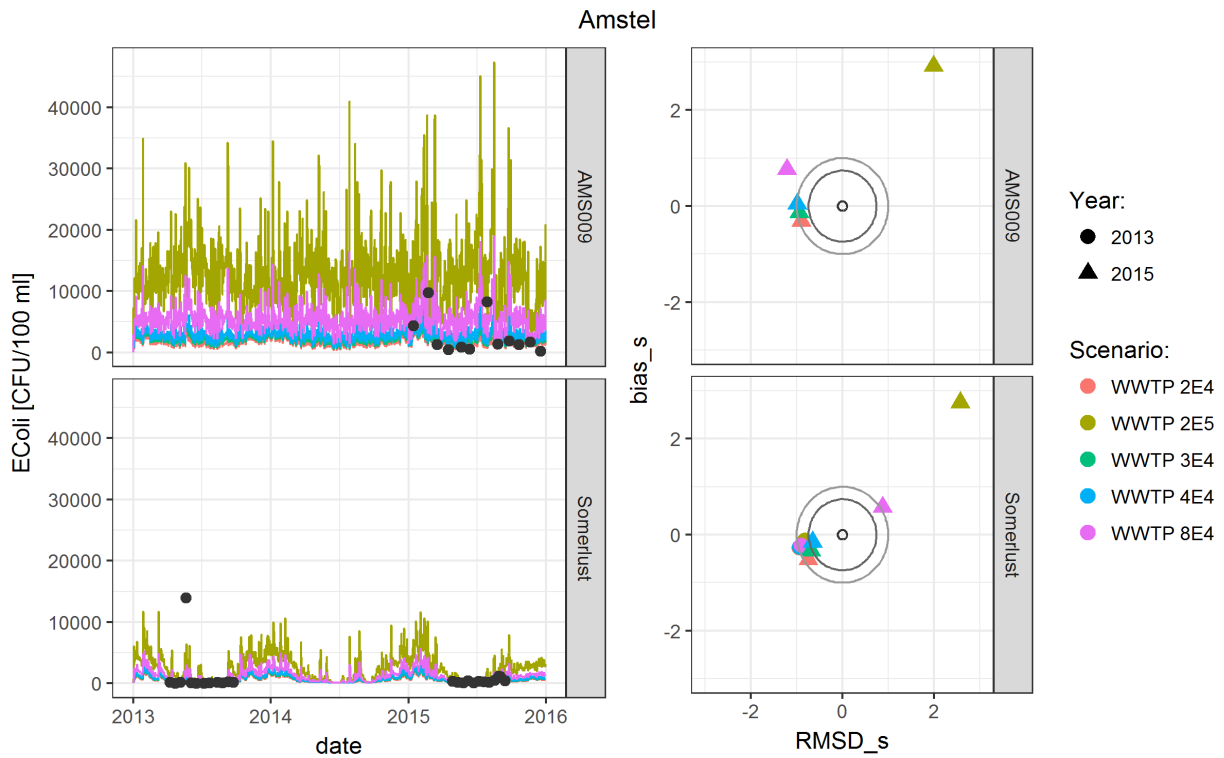 Amstel
EColi [CFU/100 ml]
40000
30000
20000
10000
0
AMS009
40000
30000
20000
10000
0
Somerlust
2013
2014
2015
2016
date
bias_s
2
0
-2
AMS009
2
0
-2
Somerlust
-2
0
2
RMSD_s
Year:
2013
2015
Scenario:
WWTP 2E4
WWTP 2E5
WWTP 3E4
WWTP 4E4
WWTP 8E4